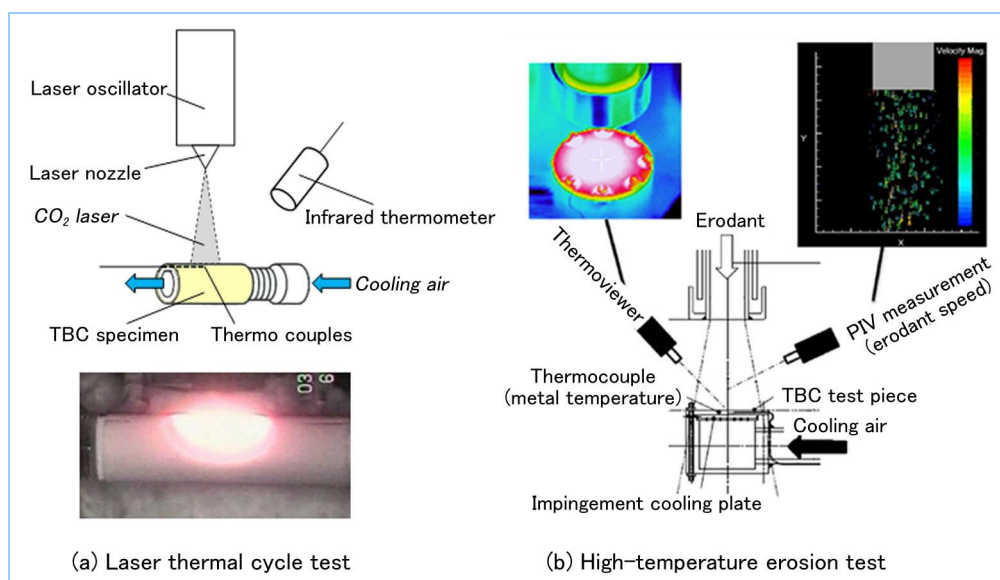 Laser oscillator
Laser nozzle
CO₂ laser
Infrared thermometer
Cooling air
TBC specimen
Thermo couples
03
6
(a) Laser thermal cycle test
Velocity Mag.
Y
X
Erodant
Thermoviewer
PIV measurement
(erodant speed)
Thermocouple
(metal temperature)
TBC test piece
Cooling air
Impingement cooling plate
(b) High-temperature erosion test